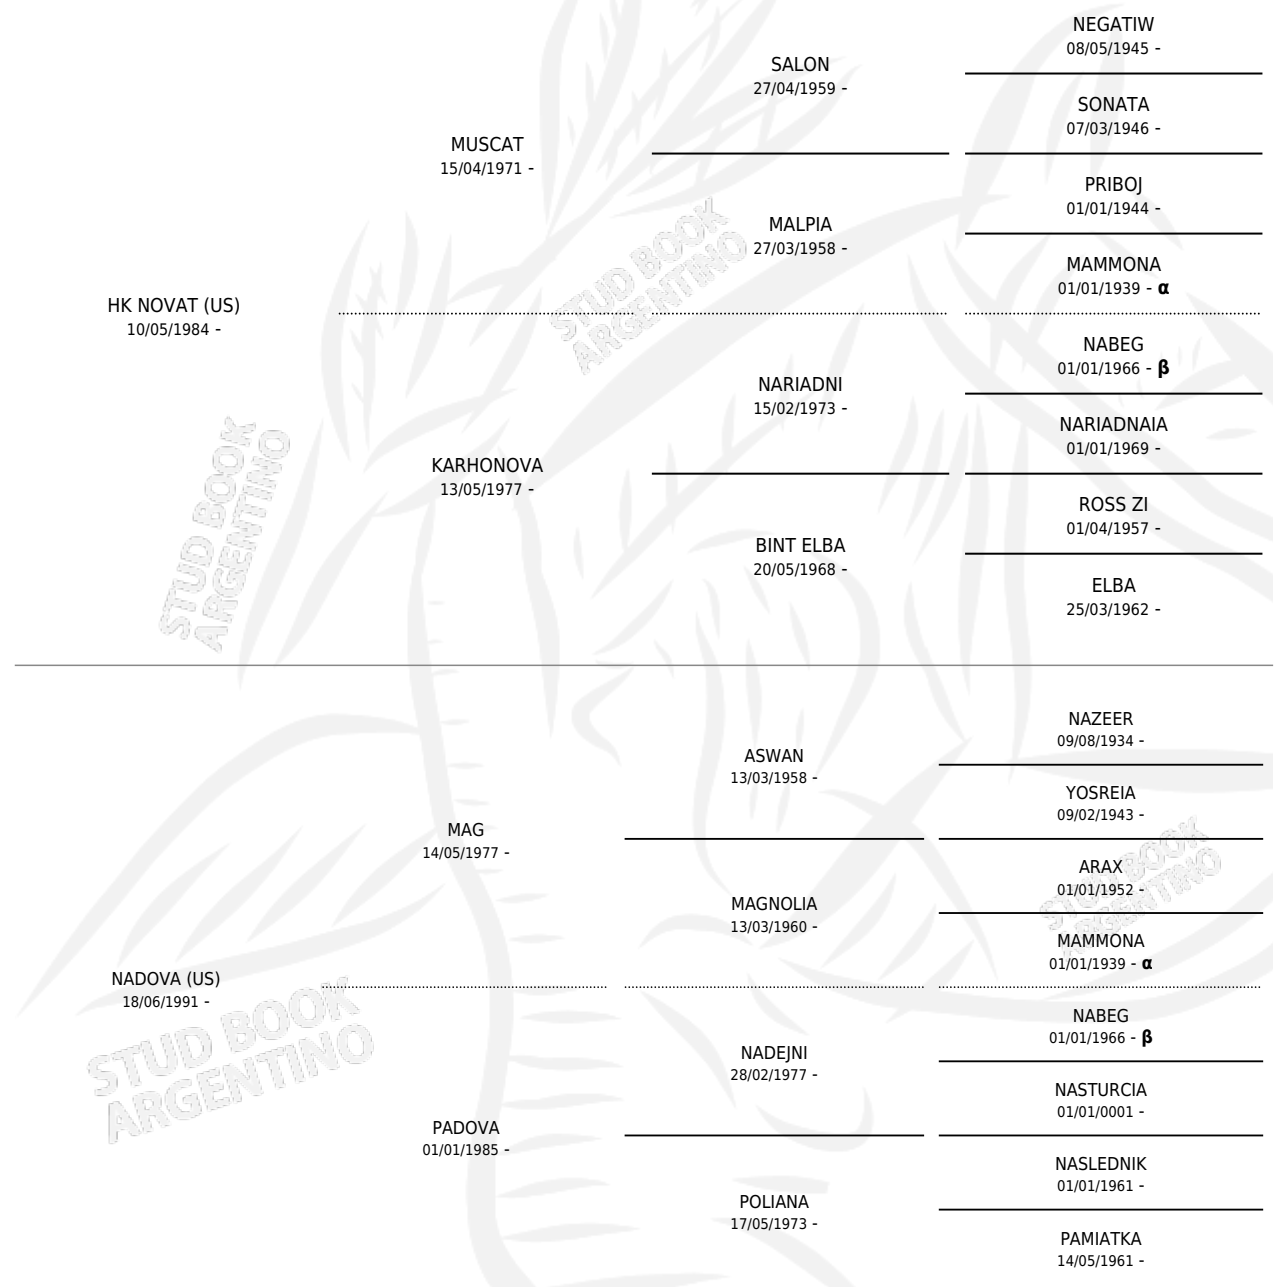 NEGATIW
08/05/1945 -
SALON
27/04/1959 -
SONATA
07/03/1946 -
MUSCAT
15/04/1971 -
PRIBOJ
01/01/1944 -
MALPIA
27/03/1958 -
MAMMONA
01/01/1939 - α
HK NOVAT (US)
10/05/1984 -
NABEG
01/01/1966 - β
NARIADNI
15/02/1973 -
NARIADNAIA
01/01/1969 -
KARHONOVA
13/05/1977 -
ROSS ZI
01/04/1957 -
BINT ELBA
20/05/1968 -
ELBA
25/03/1962 -
NAZEER
09/08/1934 -
ASWAN
13/03/1958 -
YOSREIA
09/02/1943 -
MAG
14/05/1977 -
ARAX
01/01/1952 -
MAGNOLIA
13/03/1960 -
MAMMONA
01/01/1939 - α
NADOVA (US)
18/06/1991 -
NABEG
01/01/1966 - β
NADEJNI
28/02/1977 -
NASTURCIA
01/01/0001 -
PADOVA
01/01/1985 -
NASLEDNIK
01/01/1961 -
POLIANA
17/05/1973 -
PAMIATKA
14/05/1961 -
STUD BOOK
ARGENTINO
STUD BOOK
ARGENTINO
STUD BOOK
ARGENTINO
STUD BOOK
ARGENTINO